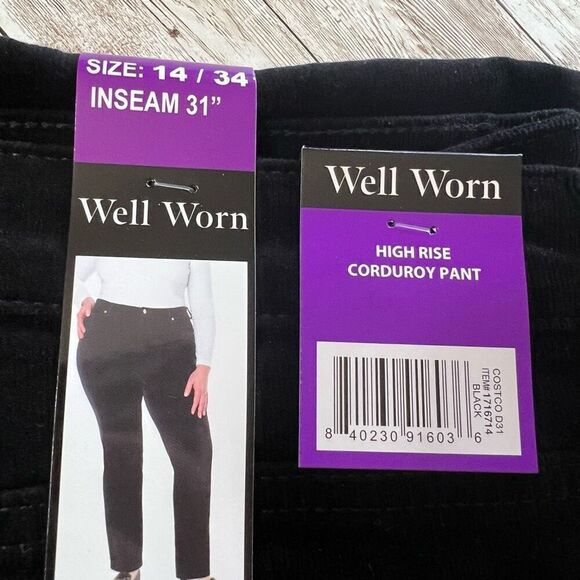 SIZE: 14 / 34
INSEAM 31”
Well Worn
Well Worn
HIGH RISE
CORDUROY PANT
COSTCO D31
ITEM# 1716714
BLACK
8 40230 91603 6